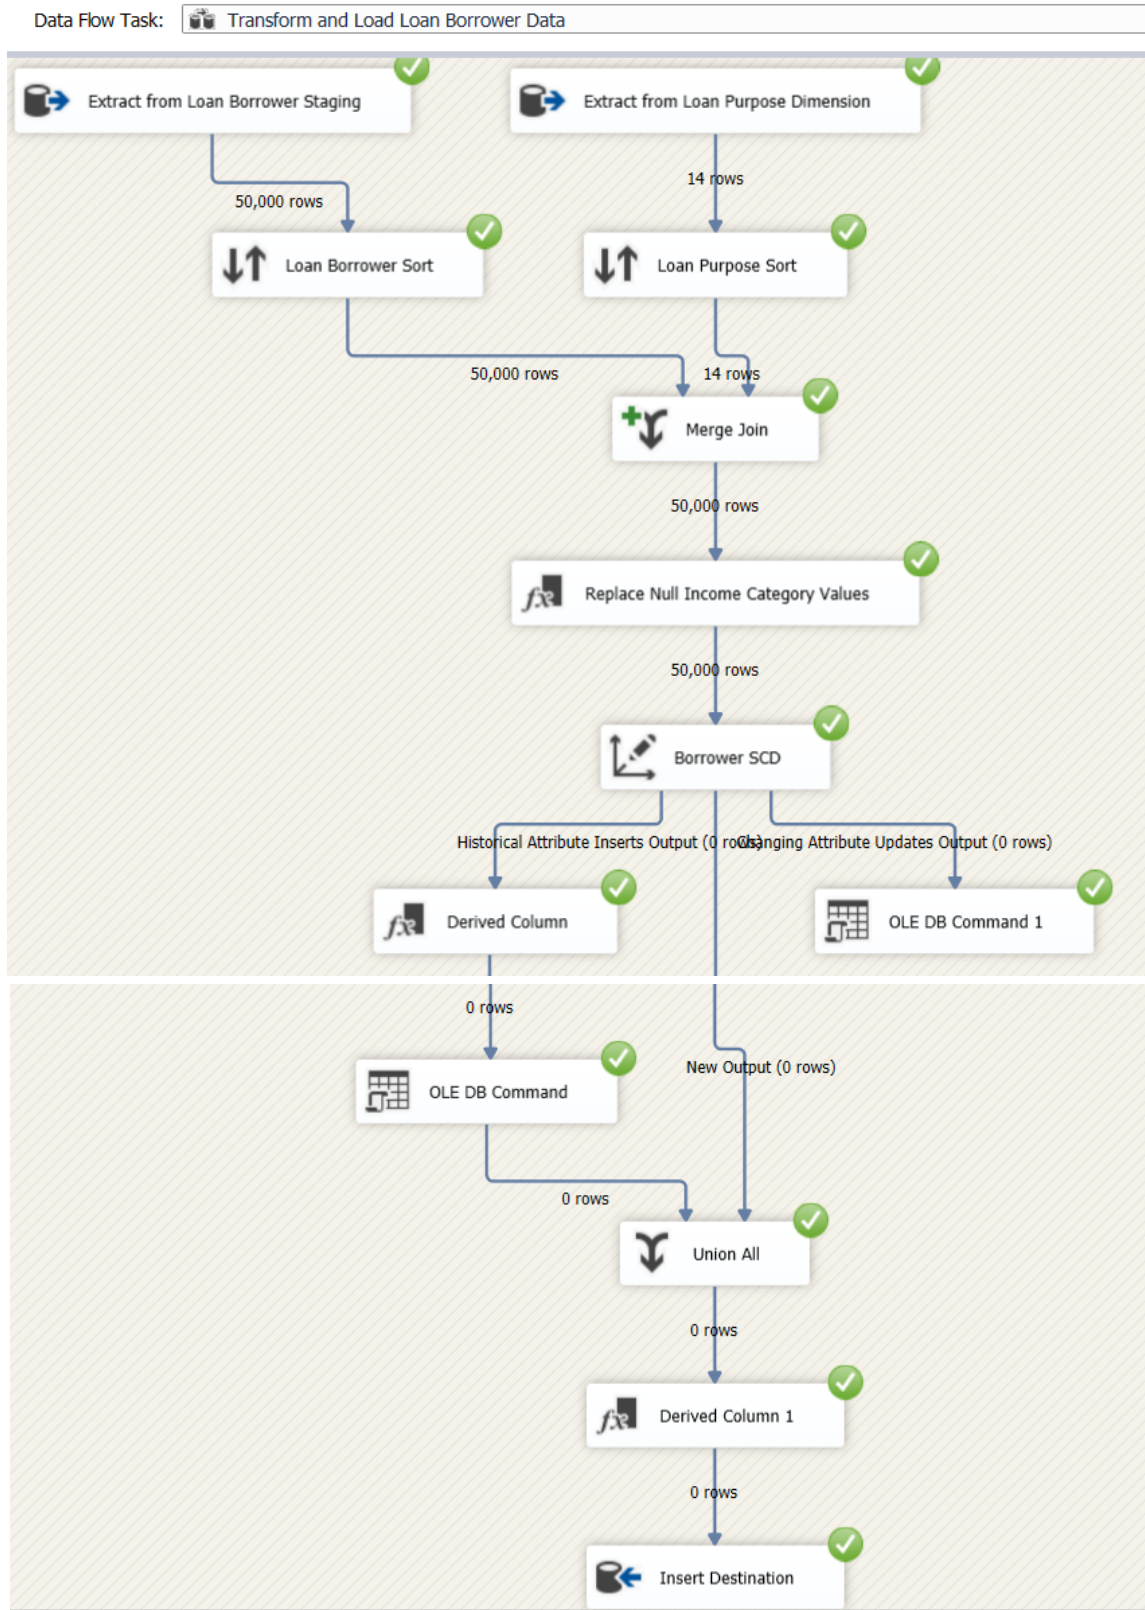 Data Flow Task: Transform and Load Loan Borrower Data
Extract from Loan Borrower Staging
Extract from Loan Purpose Dimension
14 rows
50,000 rows
Loan Borrower Sort
Loan Purpose Sort
50,000 rows
14 rows
Merge Join
50,000 rows
Replace Null Income Category Values
50,000 rows
Borrower SCD
Historical Attribute Inserts Output (0 rows)
Changing Attribute Updates Output (0 rows)
Derived Column
OLE DB Command 1
0 rows
New Output (0 rows)
OLE DB Command
0 rows
Union All
0 rows
Derived Column 1
0 rows
Insert Destination